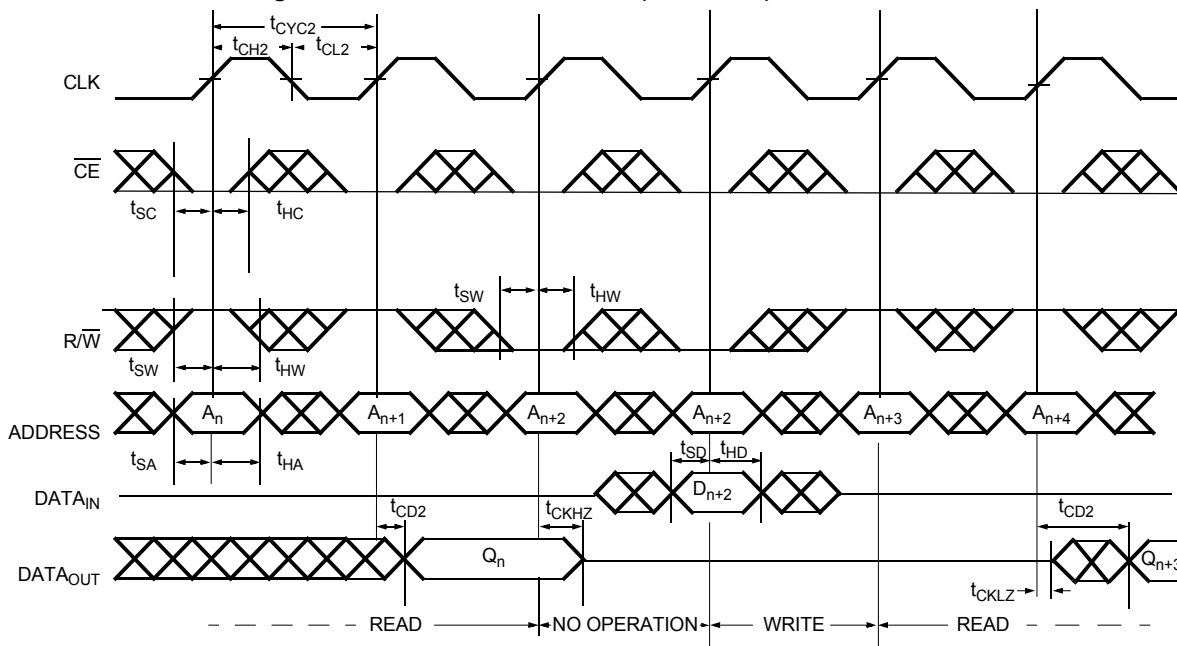 tCYC2
tCH2 tCL2
CLK
CE
tSC tHC
tSW tHW
R/W
tSW tHW
An An+1 An+2 An+2 An+3 An+4
ADDRESS
tSA tHA tSD tHD
DATAIN Dn+2
tCD2 tCKHZ tCD2
Qn Qn+3
DATAOUT
tCKLZ
READ NO OPERATION WRITE READ